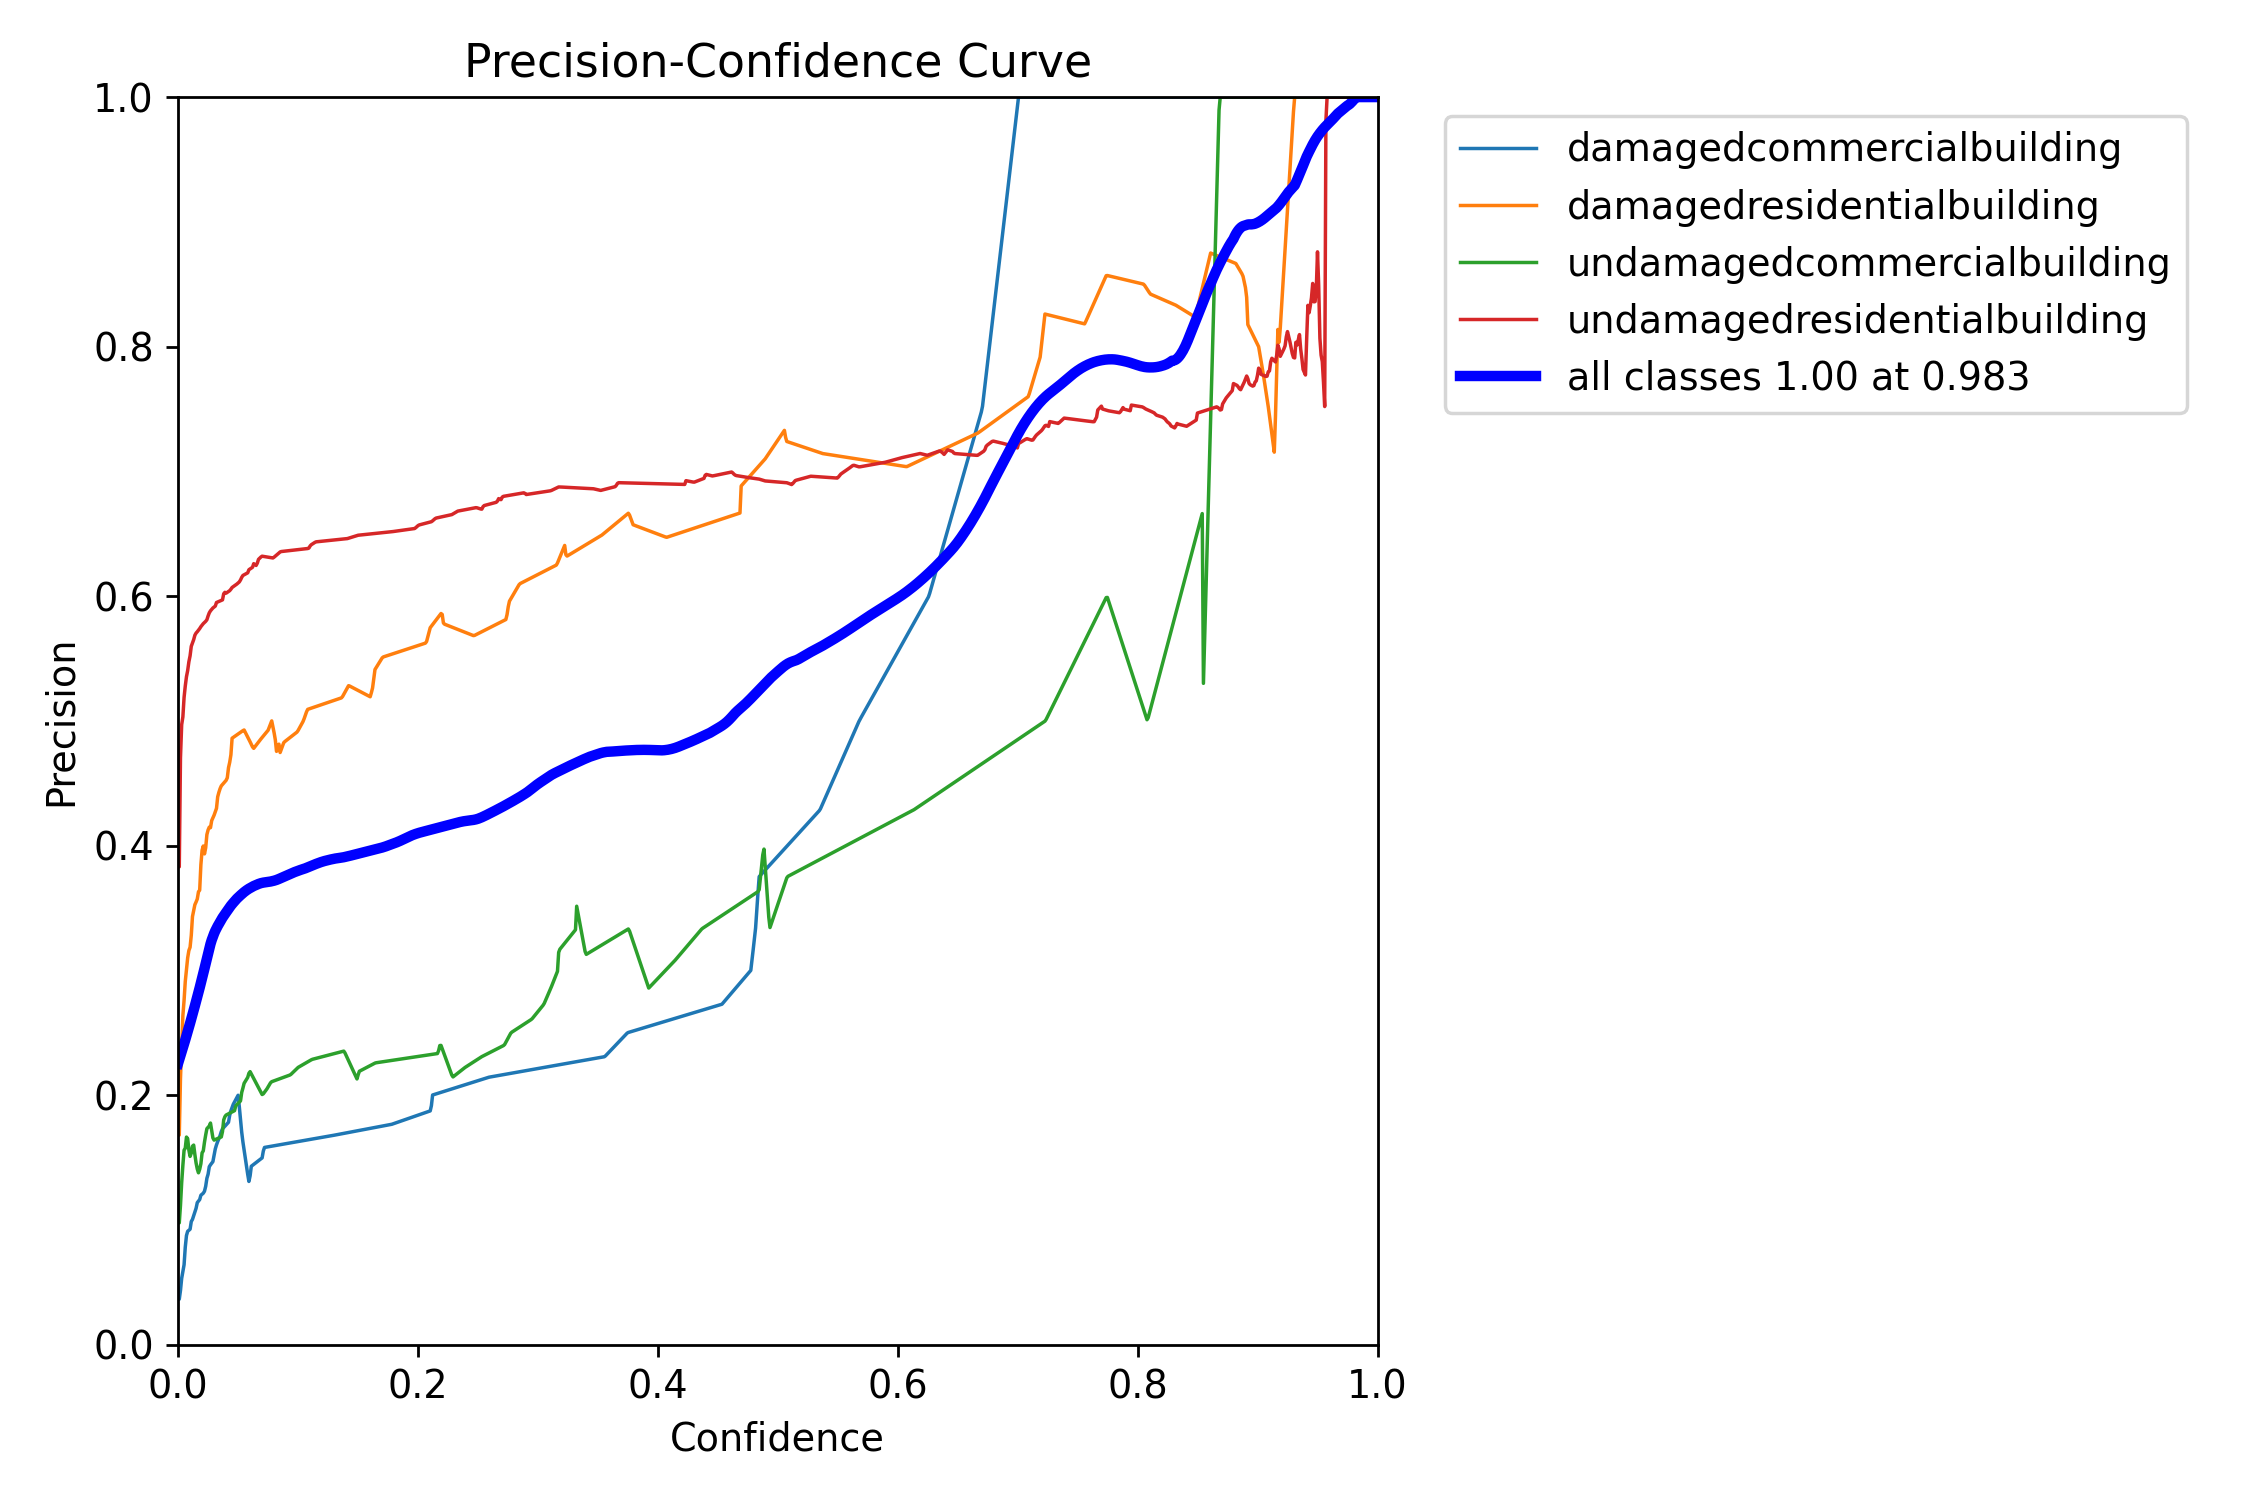 Precision-Confidence Curve
1.0
0.8
0.6
0.4
0.2
0.0
Precision
0.0 0.2 0.4 0.6 0.8 1.0
Confidence
damagedcommercialbuilding
damagedresidentialbuilding
undamagedcommercialbuilding
undamagedresidentialbuilding
all classes 1.00 at 0.983